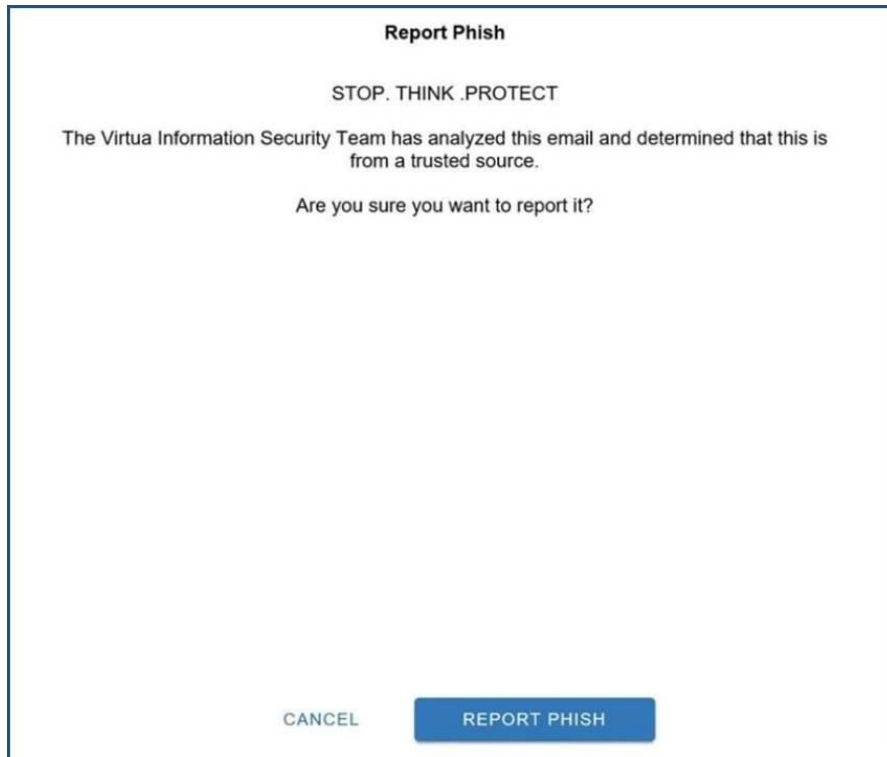 Report Phish
STOP. THINK .PROTECT
The Virtua Information Security Team has analyzed this email and determined that this is
from a trusted source.
Are you sure you want to report it?
CANCEL
REPORT PHISH